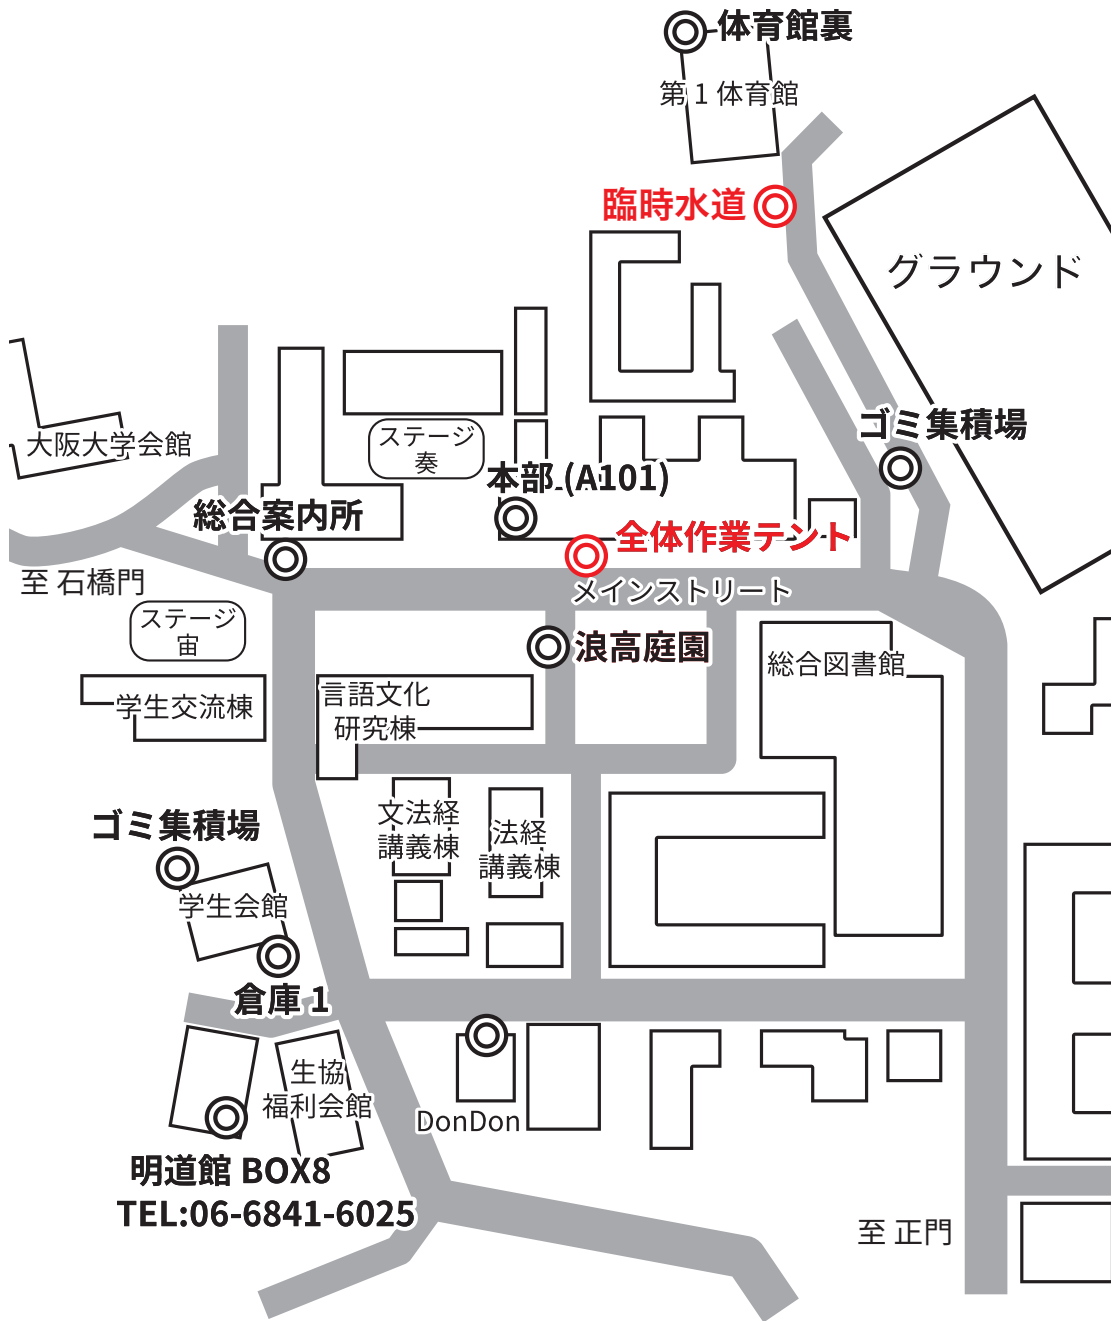 体育館裏
第1体育館
臨時水道
グラウンド
大阪大学会館
ステージ
奏
ゴミ集積場
本部(A101)
総合案内所
全体作業テント
至 石橋門
メインストリート
ステージ
宙
浪高庭園
総合図書館
学生交流棟
言語文化
研究棟
ゴミ集積場
文法経
講義棟
法経
講義棟
学生会館
倉庫1
生協
福利会館
DonDon
明道館 BOX8
TEL:06-6841-6025
至 正門